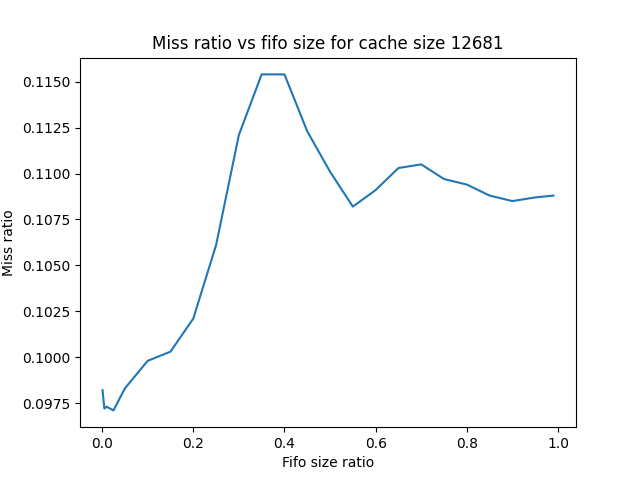 Miss ratio vs fifo size for cache size 12681
0.1150
0.1125
0.1100
0.1075
0.1050
0.1025
0.1000
0.0975
Miss ratio
0.0 0.2 0.4 0.6 0.8 1.0
Fifo size ratio